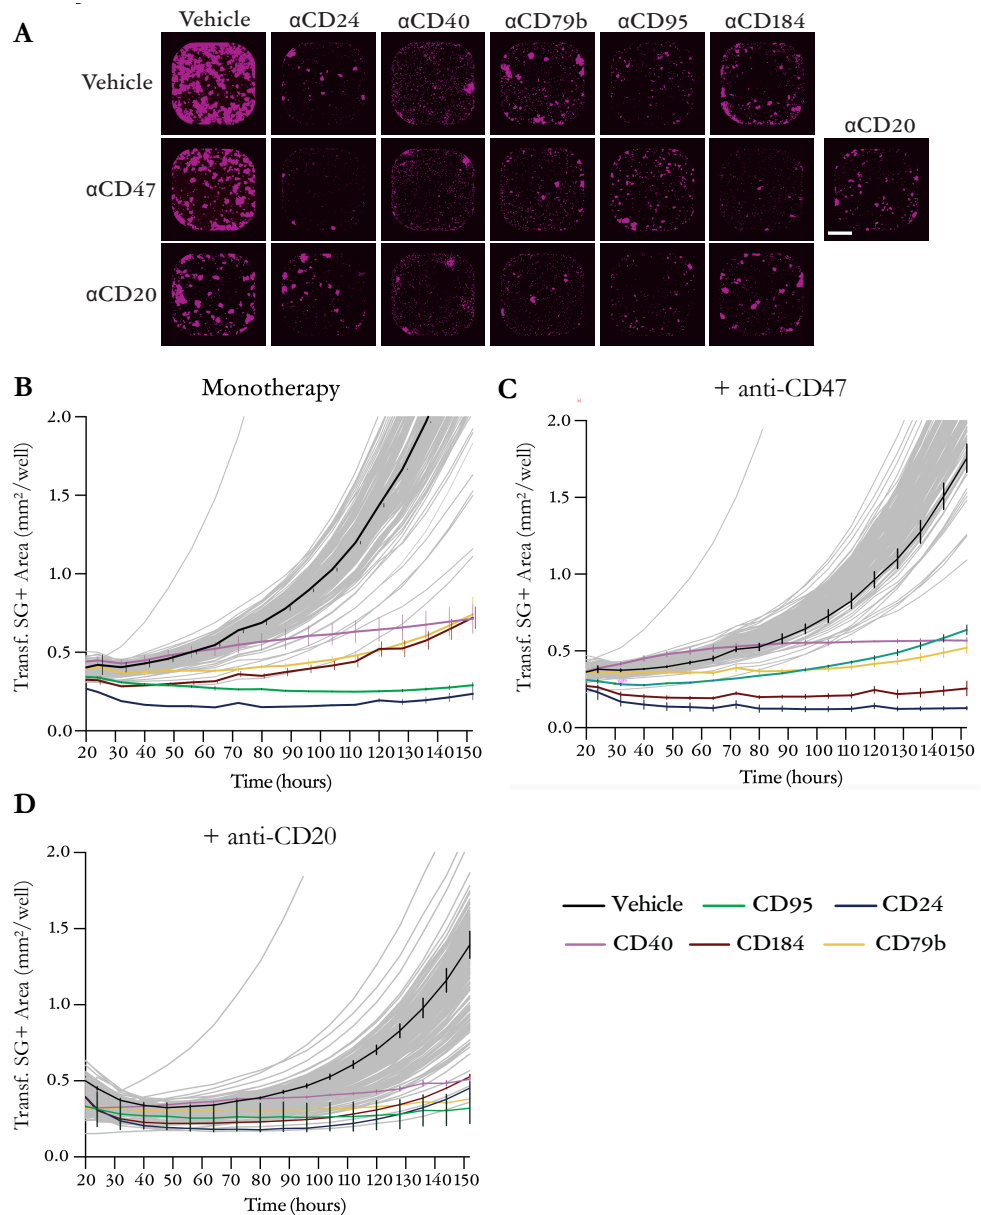 A
Vehicle αCD24 αCD40 αCD79b αCD95 αCD184
Vehicle
αCD20
αCD47
αCD20
B
Monotherapy
Transf. SG+ Area (mm²/well)
2.0
1.5
1.0
0.5
0.0
20 30 40 50 60 70 80 90 100 110 120 130 140 150
Time (hours)
C
+ anti-CD47
Transf. SG+ Area (mm²/well)
2.0
1.5
1.0
0.5
0.0
20 30 40 50 60 70 80 90 100 110 120 130 140 150
Time (hours)
D
+ anti-CD20
Transf. SG+ Area (mm²/well)
2.0
1.5
1.0
0.5
0.0
20 30 40 50 60 70 80 90 100 110 120 130 140 150
Time (hours)
Vehicle CD95 CD24
CD40 CD184 CD79b